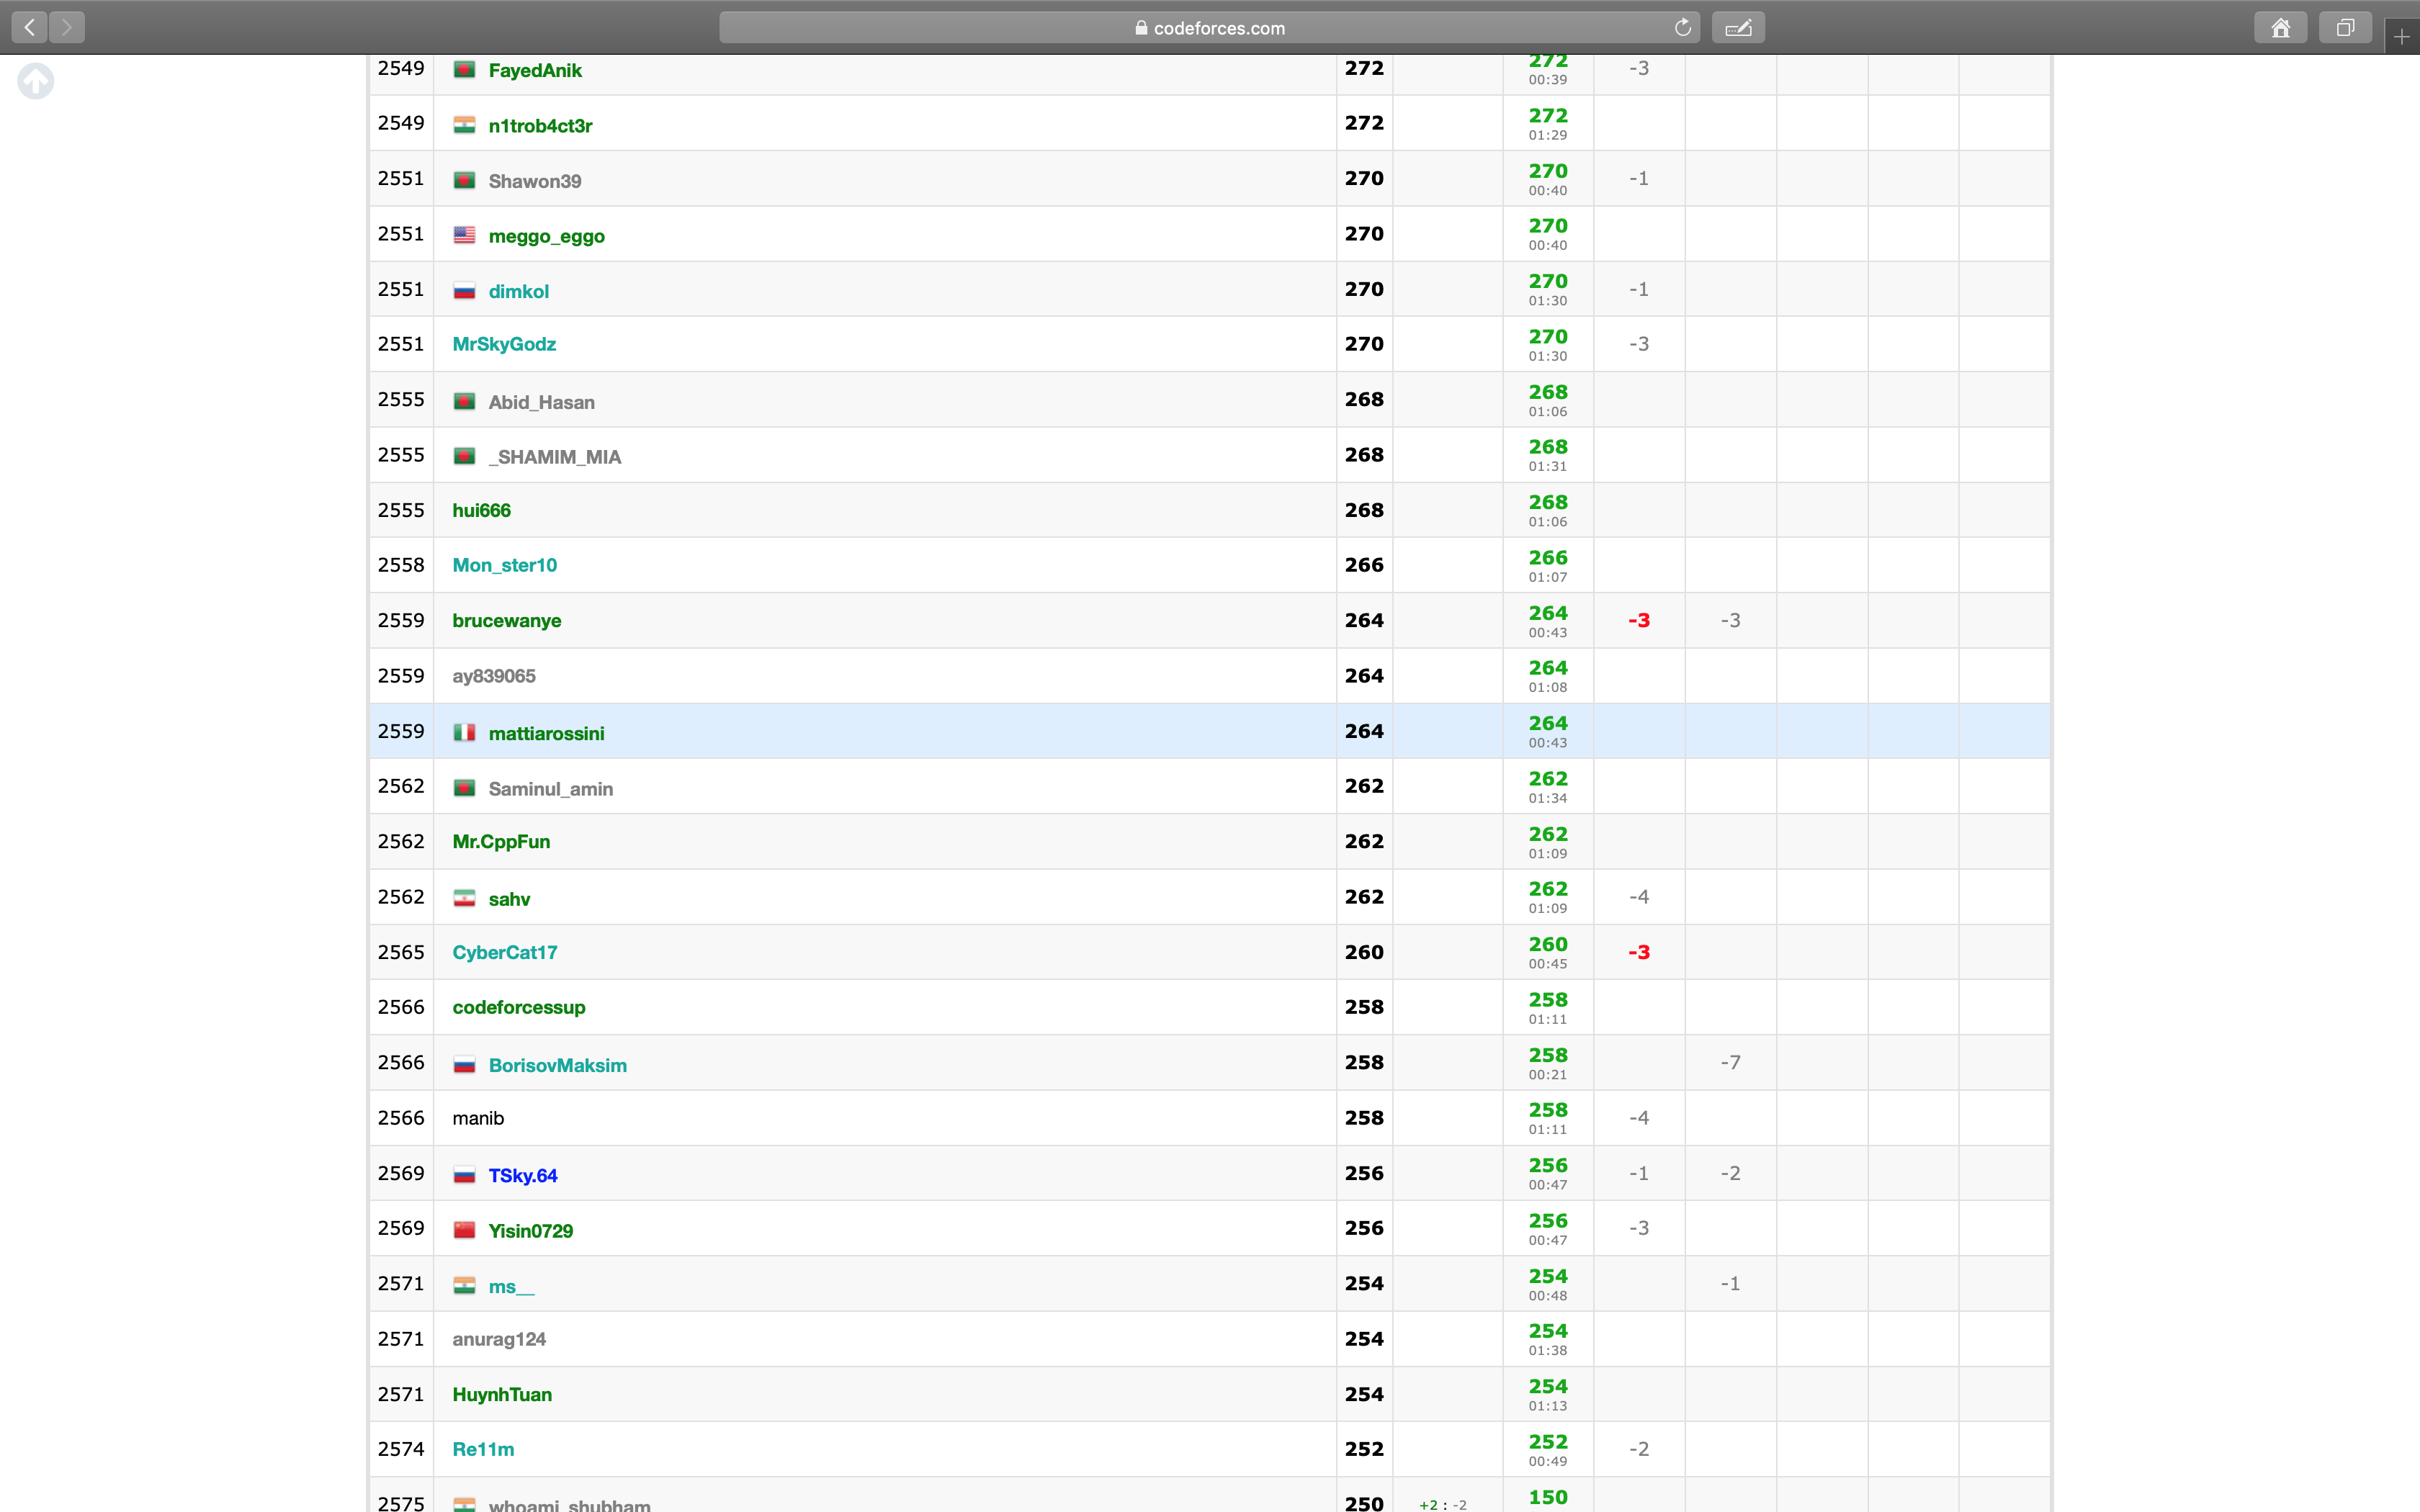 codeforces.com
2549 FayedAnik 272 272 -3
00:39
2549 n1trob4ct3r 272 272
01:29
2551 Shawon39 270 270 -1
00:40
2551 meggo_eggo 270 270
00:40
2551 dimkol 270 270 -1
01:30
2551 MrSkyGodz 270 270 -3
01:30
2555 Abid_Hasan 268 268
01:06
2555 _SHAMIM_MIA 268 268
01:31
2555 hui666 268 268
01:06
2558 Mon_ster10 266 266
01:07
2559 brucewanye 264 264 -3 -3
00:43
2559 ay839065 264 264
01:08
2559 mattiarossini 264 264
00:43
2562 Saminul_amin 262 262
01:34
2562 Mr.CppFun 262 262
01:09
2562 sahv 262 262 -4
01:09
2565 CyberCat17 260 260 -3
00:45
2566 codeforcessup 258 258
01:11
2566 BorisovMaksim 258 258 -7
00:21
2566 manib 258 258 -4
01:11
2569 TSky.64 256 256 -1 -2
00:47
2569 Yisin0729 256 256 -3
00:47
2571 ms__ 254 254 -1
00:48
2571 anurag124 254 254
01:38
2571 HuynhTuan 254 254
01:13
2574 Re11m 252 252 -2
00:49
2575 whoami_shubham 250 +2 : -2 150